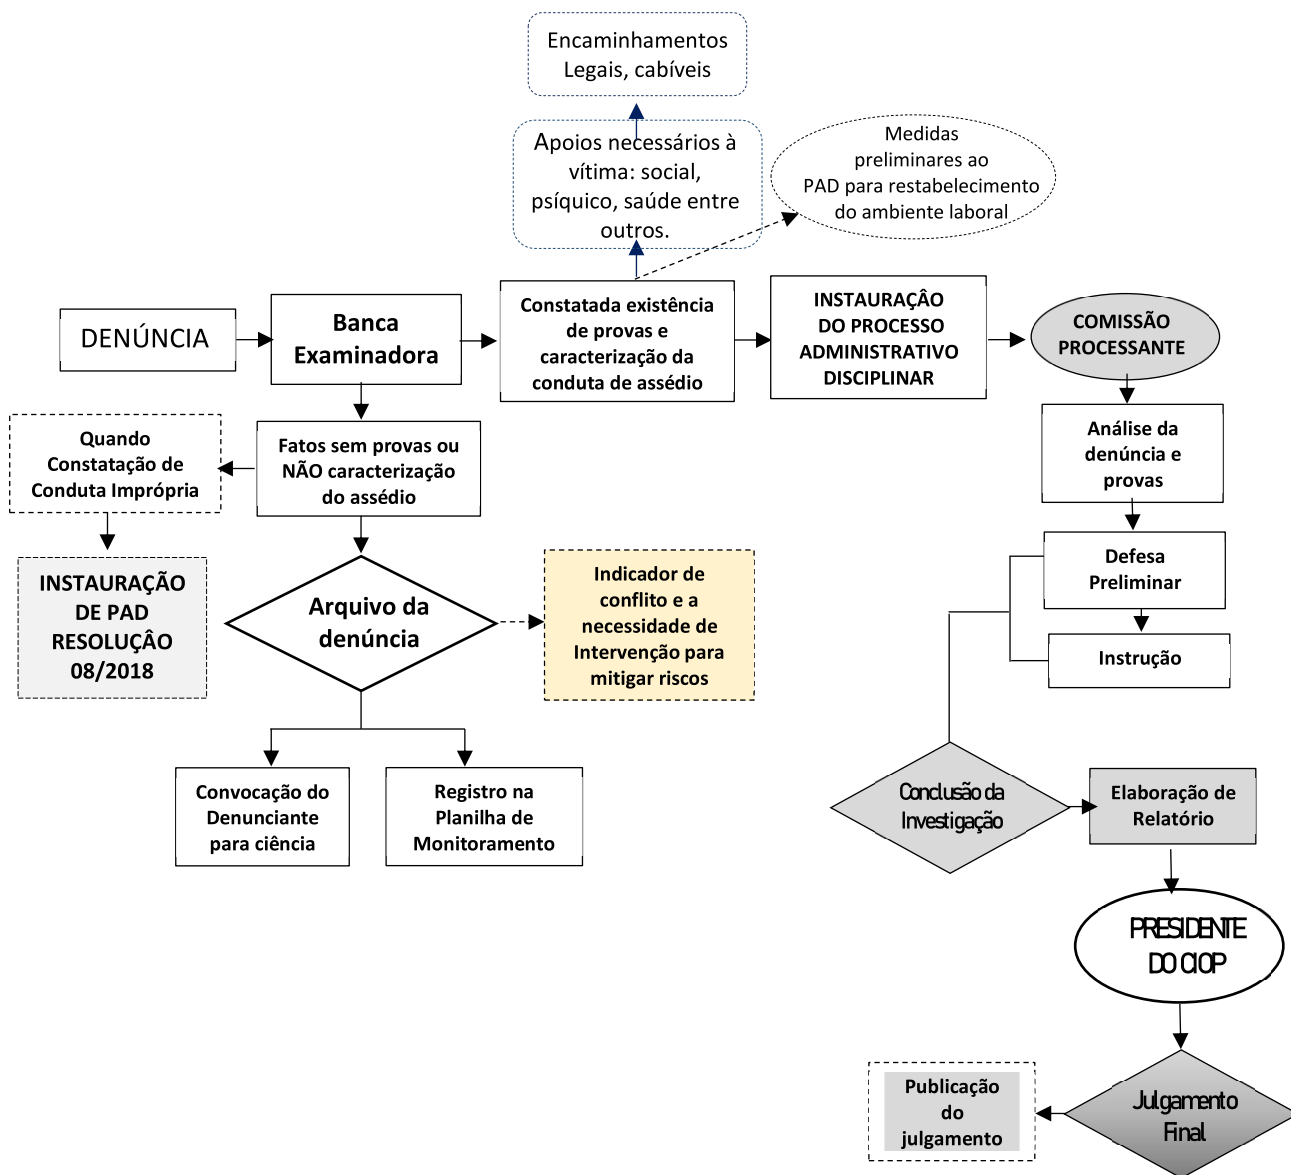 Encaminhamentos
Legais, cabíveis
Apoios necessários à
vítima: social,
psíquico, saúde entre
outros.
Medidas
preliminares ao
PAD para restabelecimento
do ambiente laboral
DENÚNCIA
Banca
Examinadora
Constatada existência
de provas e
caracterização da
conduta de assédio
INSTAURAÇÂO
DO PROCESSO
ADMINISTRATIVO
DISCIPLINAR
COMISSÃO
PROCESSANTE
Quando
Constatação de
Conduta Imprópria
Fatos sem provas ou
NÃO caracterização
do assédio
Análise da
denúncia e
provas
INSTAURAÇÃO
DE PAD
RESOLUÇÂO
08/2018
Arquivo da
denúncia
Indicador de
conflito e a
necessidade de
Intervenção para
mitigar riscos
Defesa
Preliminar
Instrução
Convocação do
Denunciante
para ciência
Registro na
Planilha de
Monitoramento
Conclusão da
Investigação
Elaboração de
Relatório
PRESIDENTE
DO CIOP
Julgamento
Final
Publicação
do
julgamento